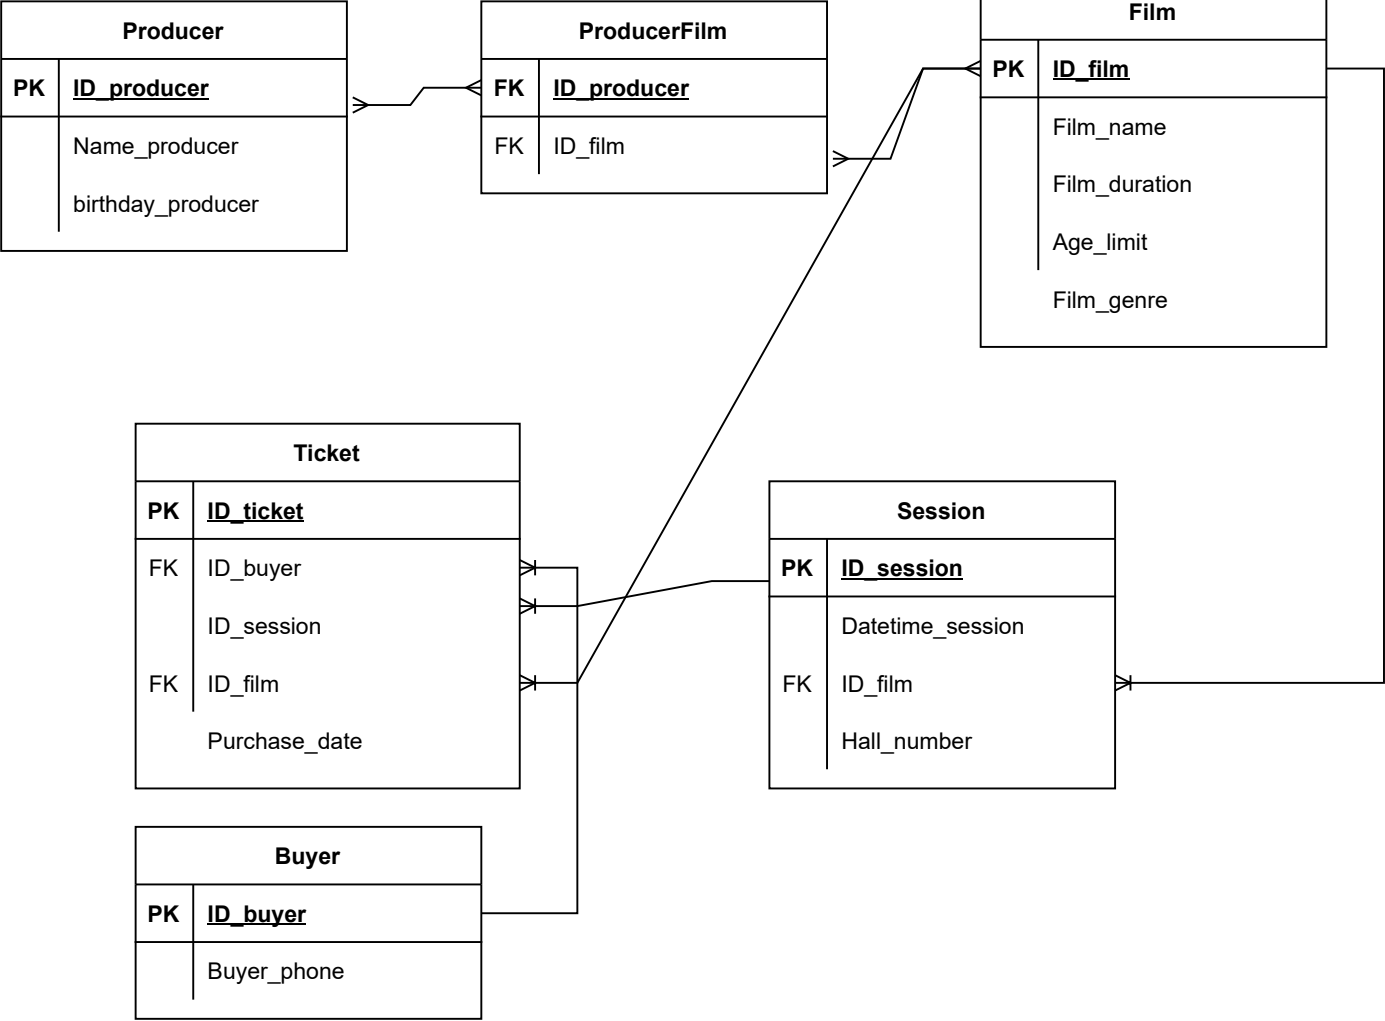 Producer
PK ID_producer
Name_producer
birthday_producer
ProducerFilm
FK ID_producer
FK ID_film
Film
PK ID_film
Film_name
Film_duration
Age_limit
Film_genre
Ticket
PK ID_ticket
FK ID_buyer
ID_session
FK ID_film
Purchase_date
Session
PK ID_session
Datetime_session
FK ID_film
Hall_number
Buyer
PK ID_buyer
Buyer_phone